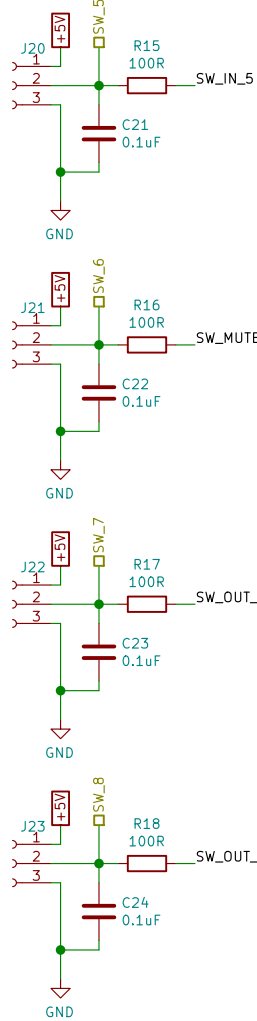 +5V
SW_5
J20
1
2
3
R15
100R
SW_IN_5
C21
0.1uF
GND
+5V
SW_6
J21
1
2
3
R16
100R
SW_MUTE
C22
0.1uF
GND
+5V
SW_7
J22
1
2
3
R17
100R
SW_OUT_
C23
0.1uF
GND
+5V
SW_8
J23
1
2
3
R18
100R
SW_OUT_
C24
0.1uF
GND